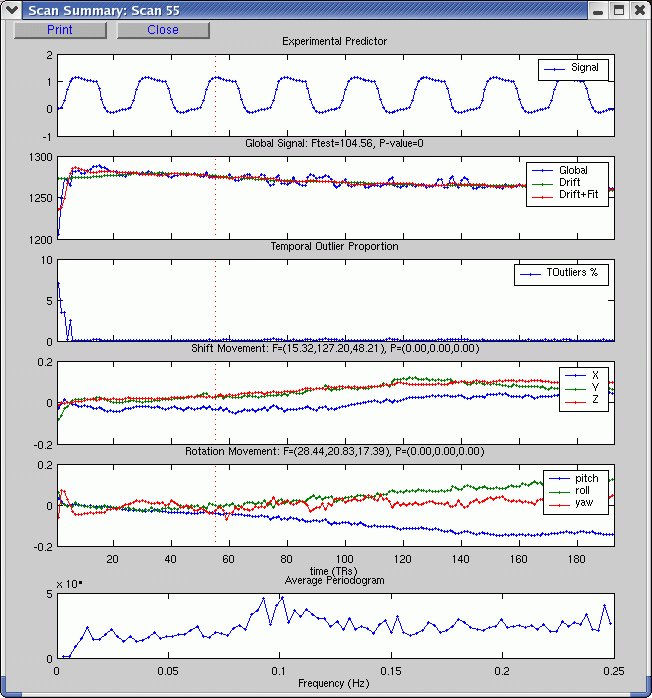 Scan Summary: Scan 55
Print Close
Experimental Predictor
2
1
0
-1
Signal
Global Signal: Ftest=104.56, P-value=0
1300
1250
1200
Global
Drift
Drift+Fit
Temporal Outlier Proportion
10
5
0
TOutliers %
Shift Movement: F=(15.32,127.20,48.21), P=(0.00,0.00,0.00)
0.2
0
-0.2
X
Y
Z
Rotation Movement: F=(28.44,20.83,17.39), P=(0.00,0.00,0.00)
0.2
0
-0.2
pitch
roll
yaw
20 40 60 80 100 120 140 160 180
time (TRs)
Average Periodogram
x 10
5
0
0 0.05 0.1 0.15 0.2 0.25
Frequency (Hz)